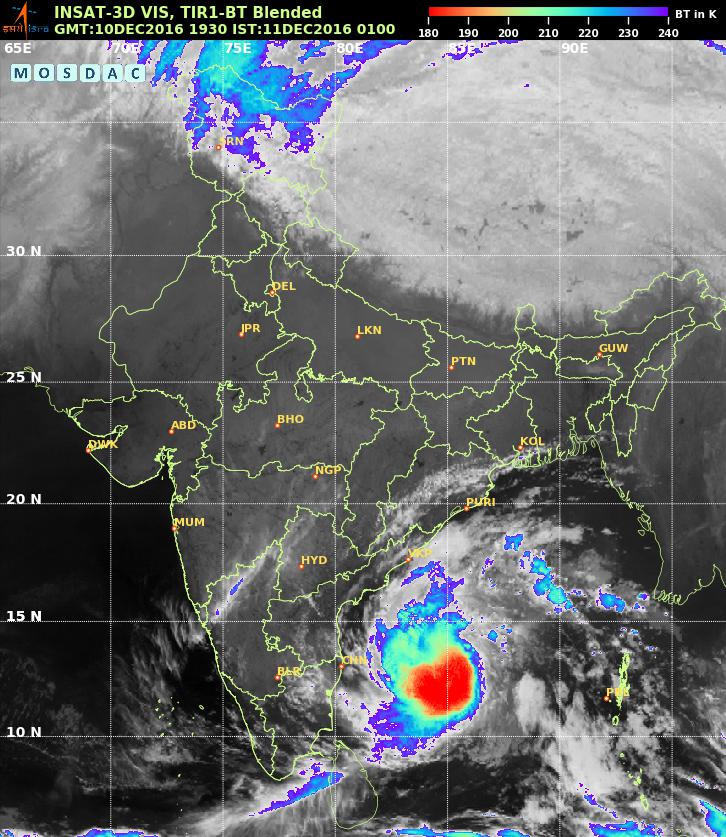 INSAT-3D VIS, TIR1-BT Blended
GMT:10DEC2016 1930 IST:11DEC2016 0100
BT in K
180 190 200 210 220 230 240
65E 70E 75E 80E 85E 90E
MOSDAC
SRN
30 N
DEL
JPR LKN
GUW
PTN
25 N
ABD BHO
DWK KOL
NGP
20 N
PURI
MUM
VKP
HYD
15 N
CNN
BLR
10 N